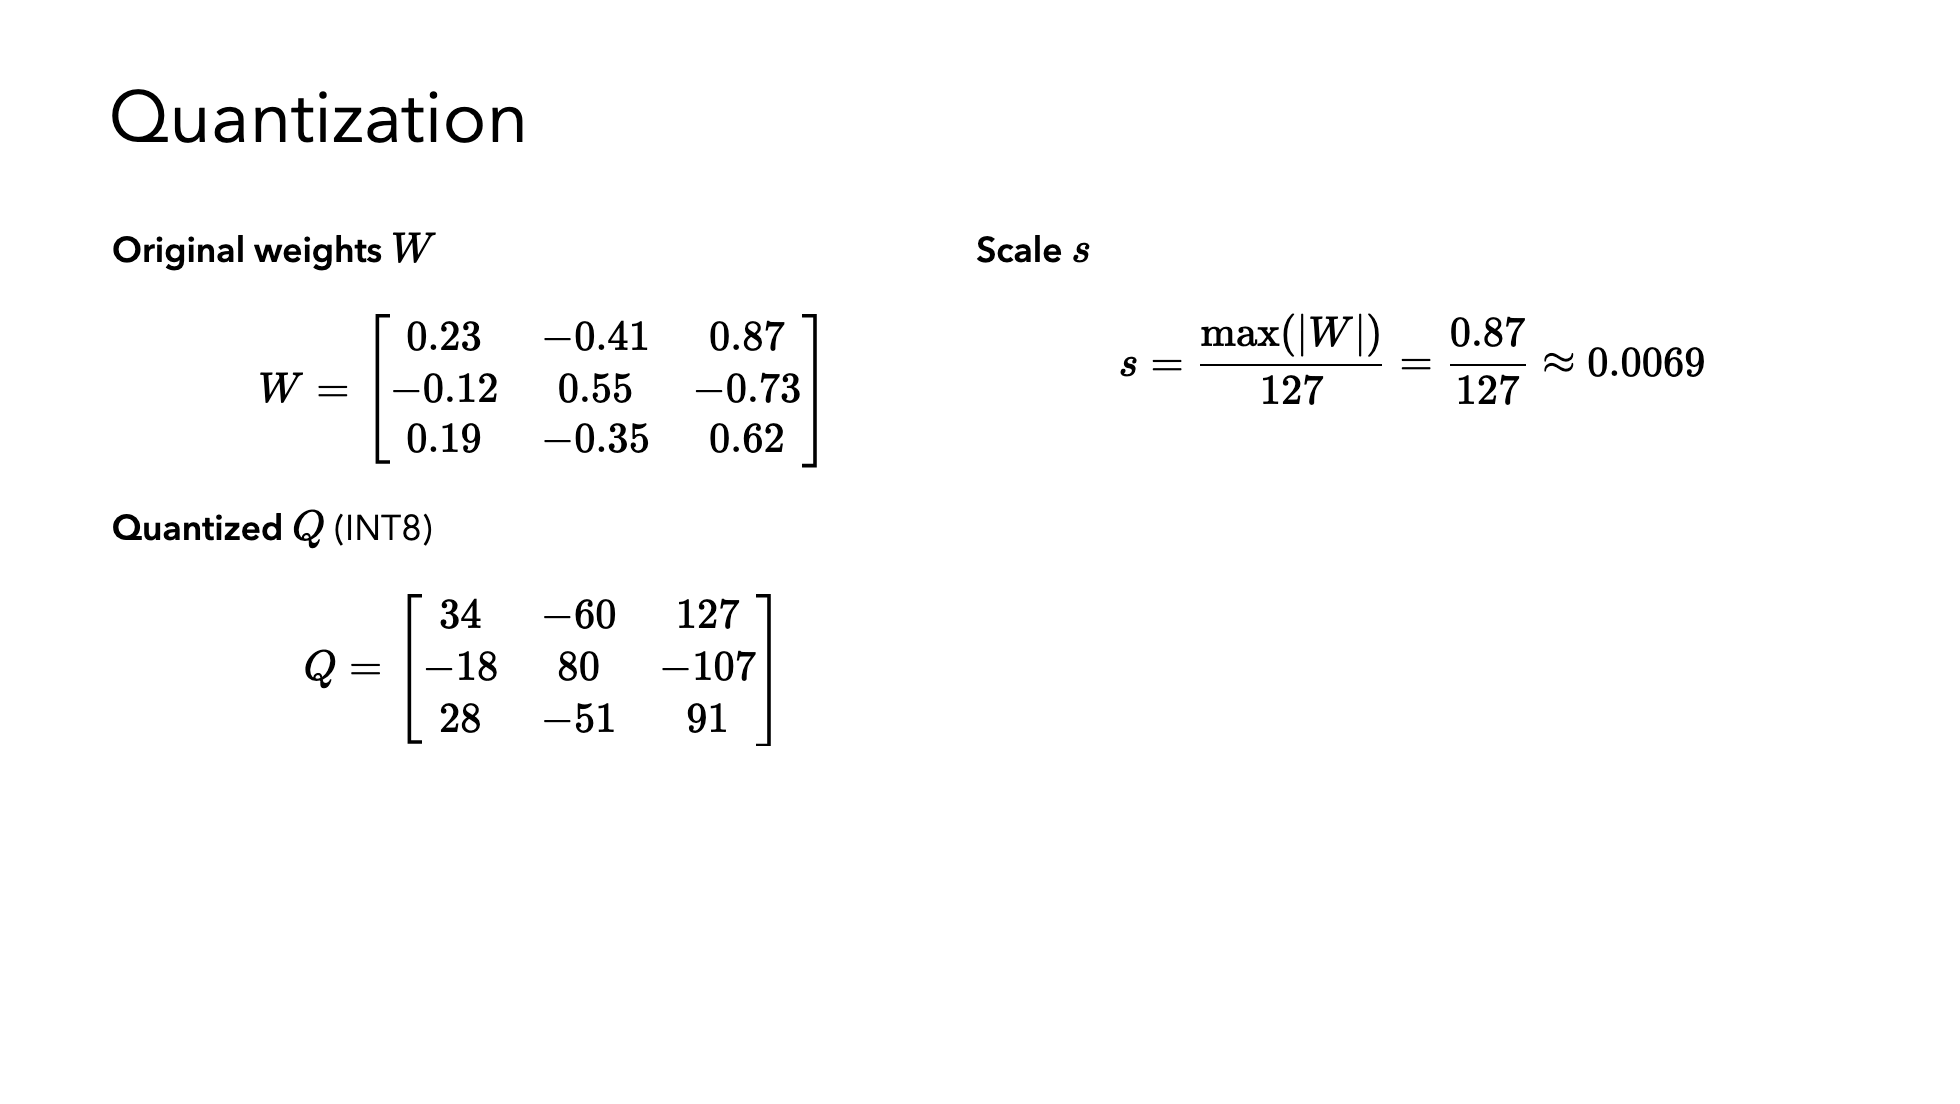 Quantization
Original weights W
W = [ 0.23 −0.41 0.87
−0.12 0.55 −0.73
0.19 −0.35 0.62 ]
Quantized Q (INT8)
Q = [ 34 −60 127
−18 80 −107
28 −51 91 ]
Scale s
s = max(|W|) / 127 = 0.87 / 127 ≈ 0.0069